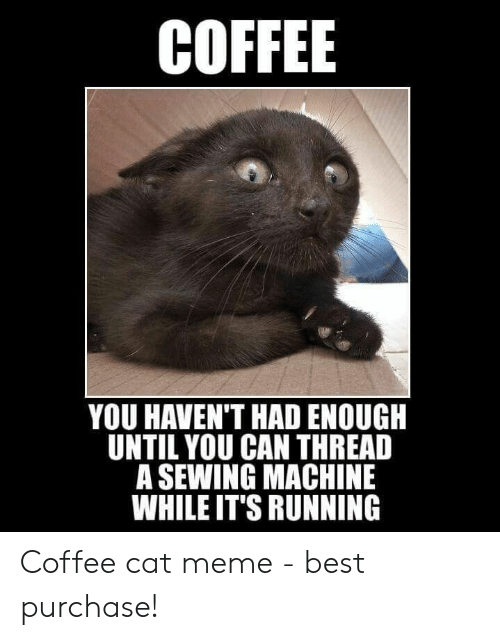 COFFEE
YOU HAVEN'T HAD ENOUGH
UNTIL YOU CAN THREAD
A SEWING MACHINE
WHILE IT'S RUNNING
Coffee cat meme - best
purchase!